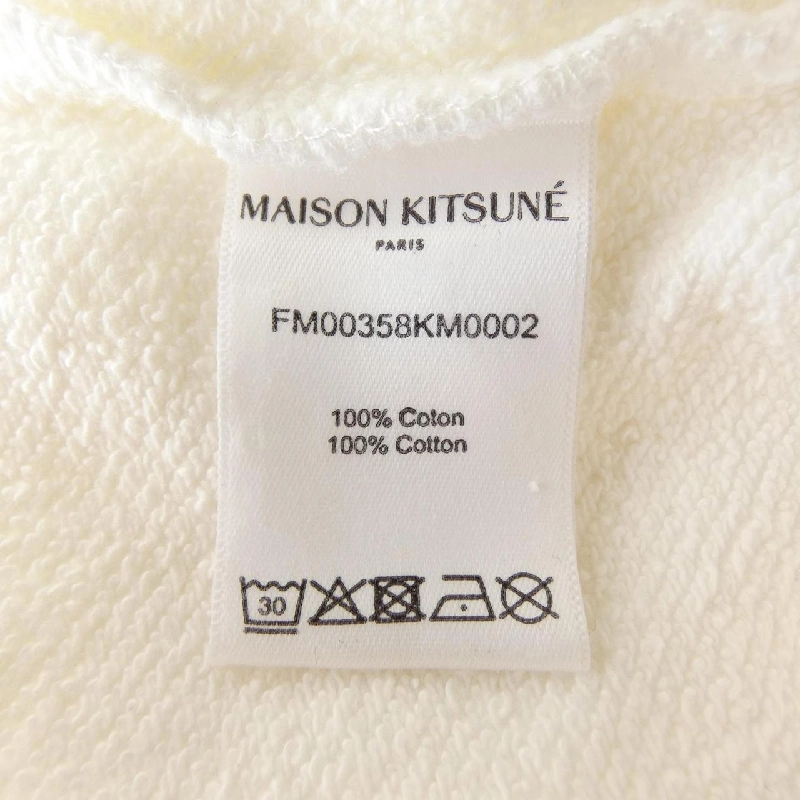 MAISON KITSUNÉ
PARIS
FM00358KM0002
100% Coton
100% Cotton
30